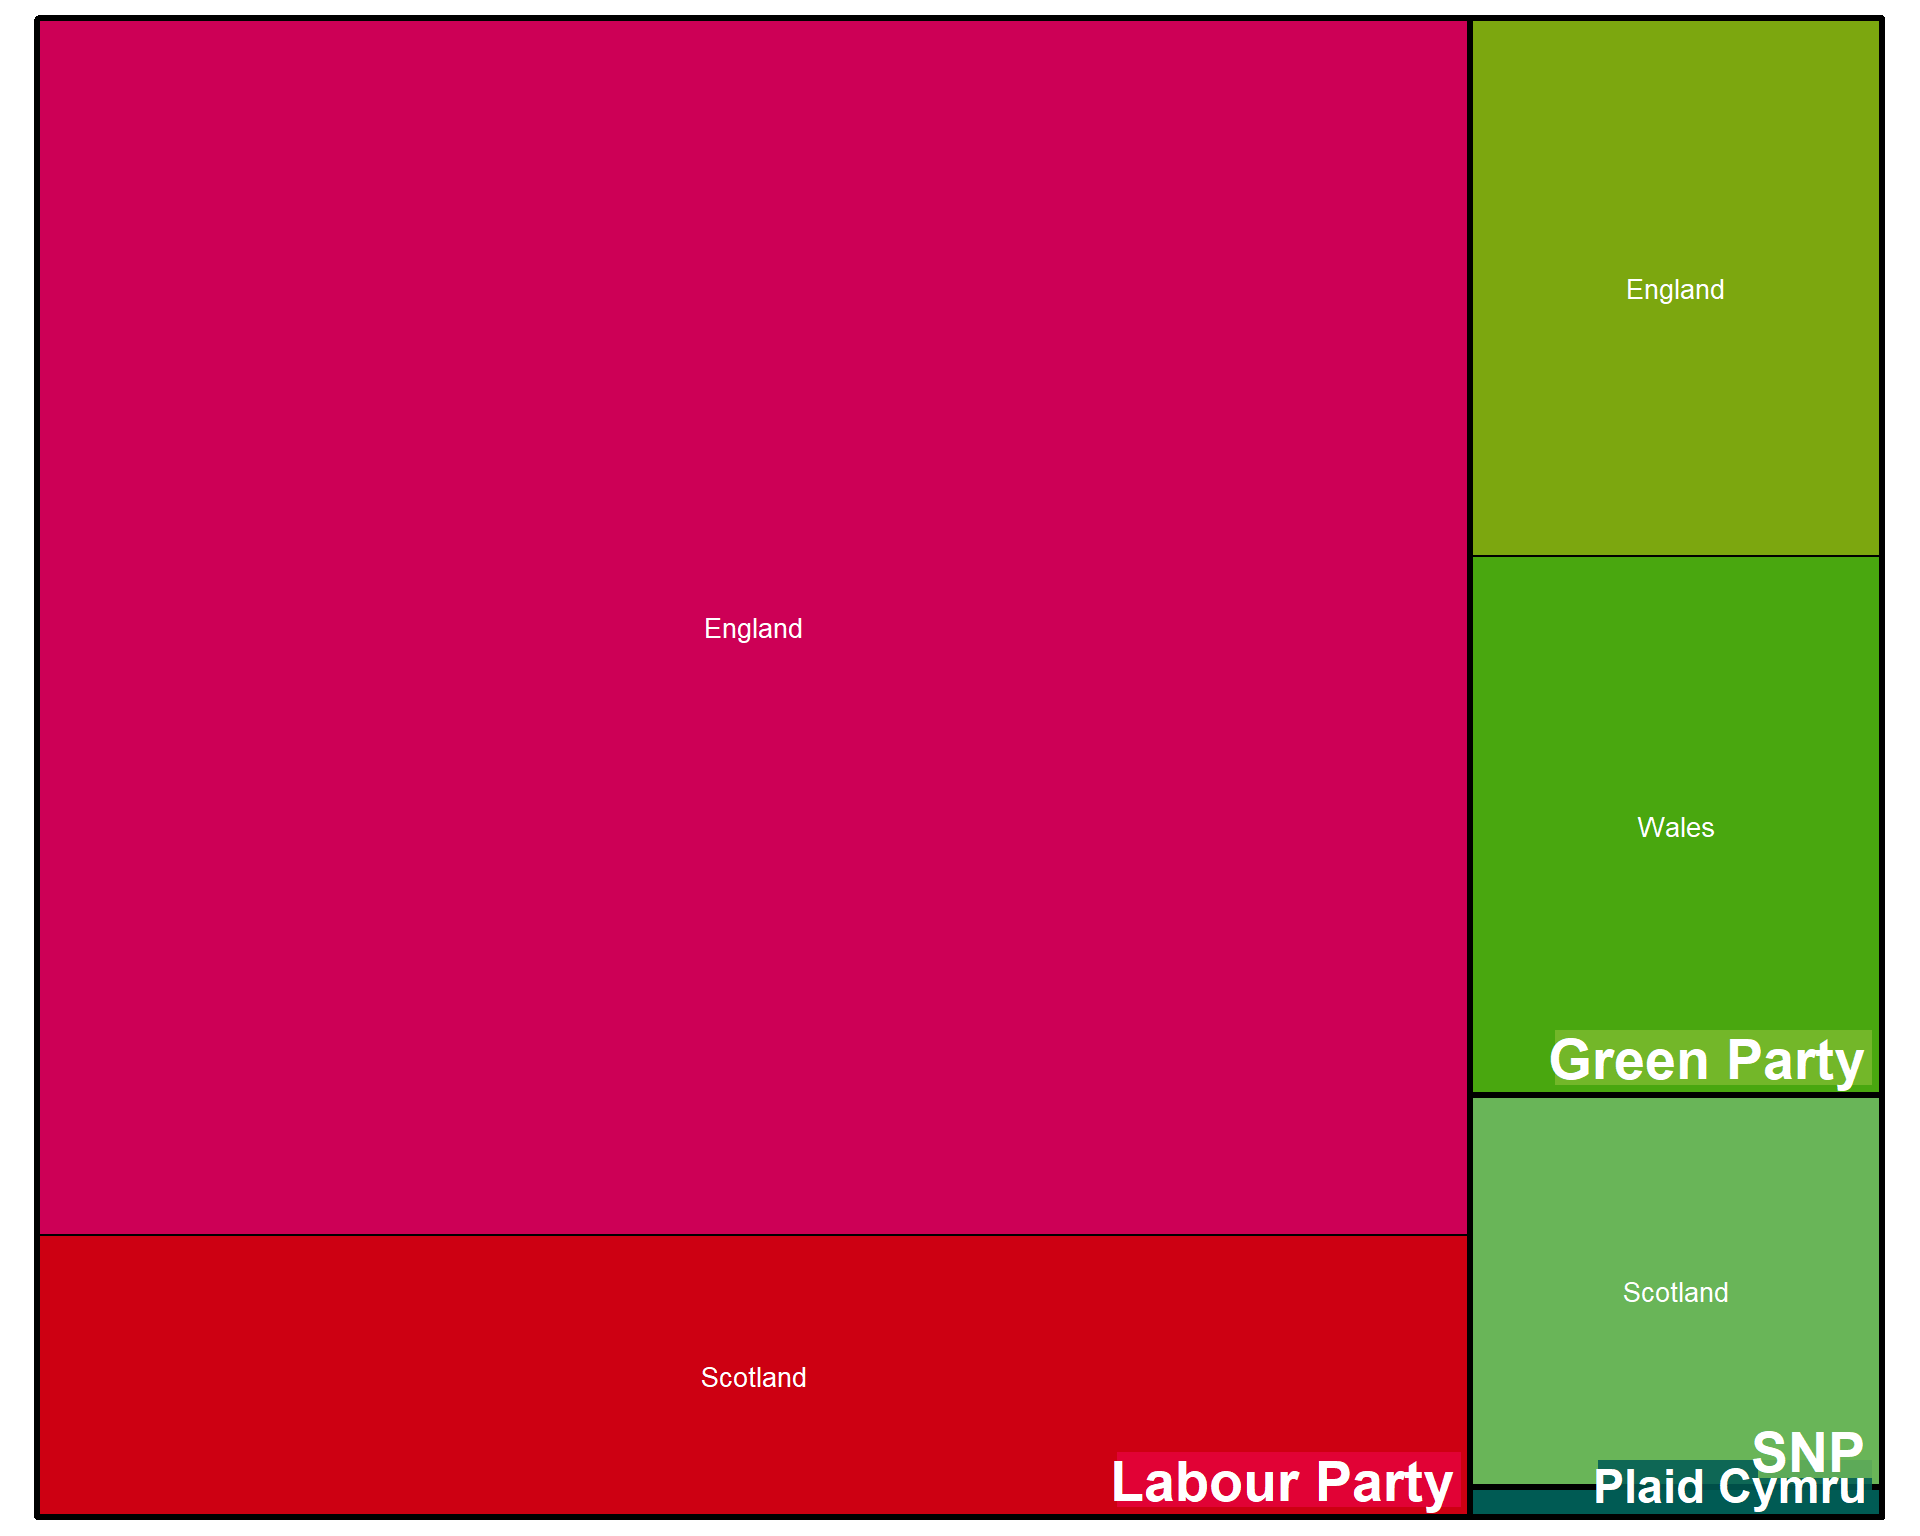 England
Scotland
Labour Party
England
Wales
Green Party
Scotland
SNP
Plaid Cymru